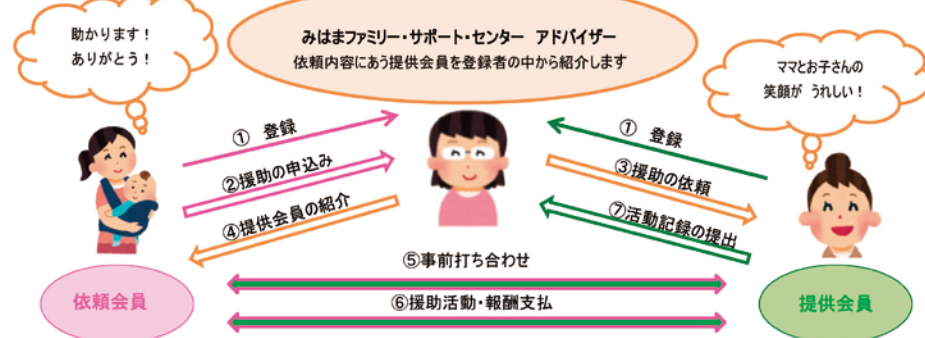 助かります！
ありがとう！
みはまファミリー・サポート・センター　アドバイザー
依頼内容にあう提供会員を登録者の中から紹介します
ママとお子さんの
笑顔が　うれしい！
①　登録
②援助の申込み
④提供会員の紹介
①　登録
③援助の依頼
⑦活動記録の提出
⑤事前打ち合わせ
⑥援助活動・報酬支払
依頼会員
提供会員